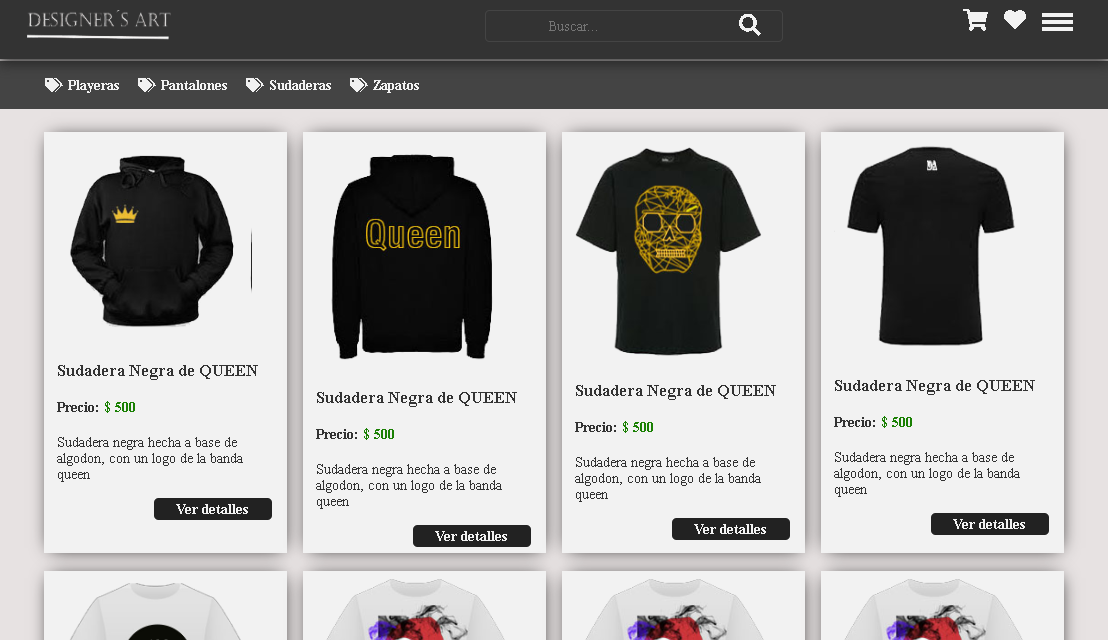 DESIGNER´S ART
Buscar...
Playeras Pantalones Sudaderas Zapatos
Queen
Sudadera Negra de QUEEN
Precio: $ 500
Sudadera negra hecha a base de
algodon, con un logo de la banda
queen
Ver detalles
Sudadera Negra de QUEEN
Precio: $ 500
Sudadera negra hecha a base de
algodon, con un logo de la banda
queen
Ver detalles
Sudadera Negra de QUEEN
Precio: $ 500
Sudadera negra hecha a base de
algodon, con un logo de la banda
queen
Ver detalles
Sudadera Negra de QUEEN
Precio: $ 500
Sudadera negra hecha a base de
algodon, con un logo de la banda
queen
Ver detalles